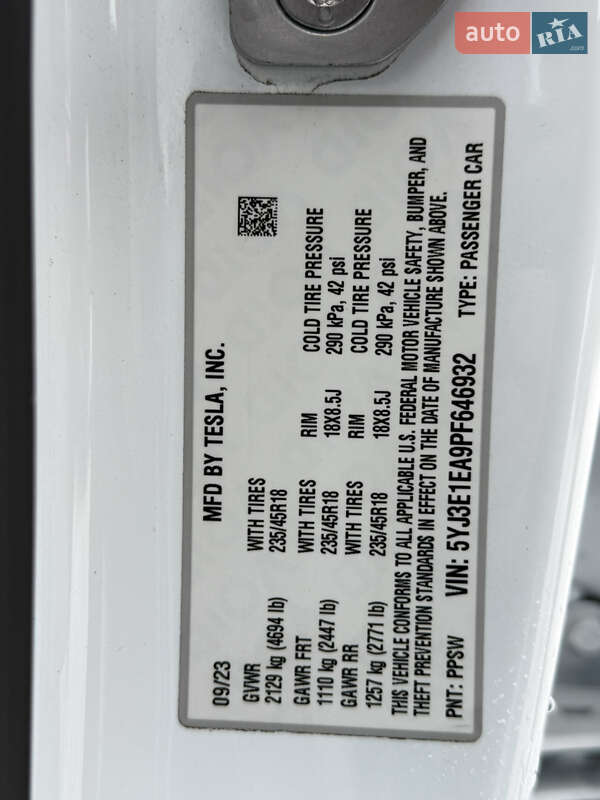 auto RIA.com
MFD BY TESLA, INC.
09/23
GVWR WITH TIRES
2129 kg (4694 lb) 235/45R18
GAWR FRT WITH TIRES RIM COLD TIRE PRESSURE
1110 kg (2447 lb) 235/45R18 18X8.5J 290 kPa, 42 psi
GAWR RR WITH TIRES RIM COLD TIRE PRESSURE
1257 kg (2771 lb) 235/45R18 18X8.5J 290 kPa, 42 psi
THIS VEHICLE CONFORMS TO ALL APPLICABLE U.S. FEDERAL MOTOR VEHICLE SAFETY, BUMPER, AND
THEFT PREVENTION STANDARDS IN EFFECT ON THE DATE OF MANUFACTURE SHOWN ABOVE.
PNT: PPSW VIN: 5YJ3E1EA9PF646932 TYPE: PASSENGER CAR